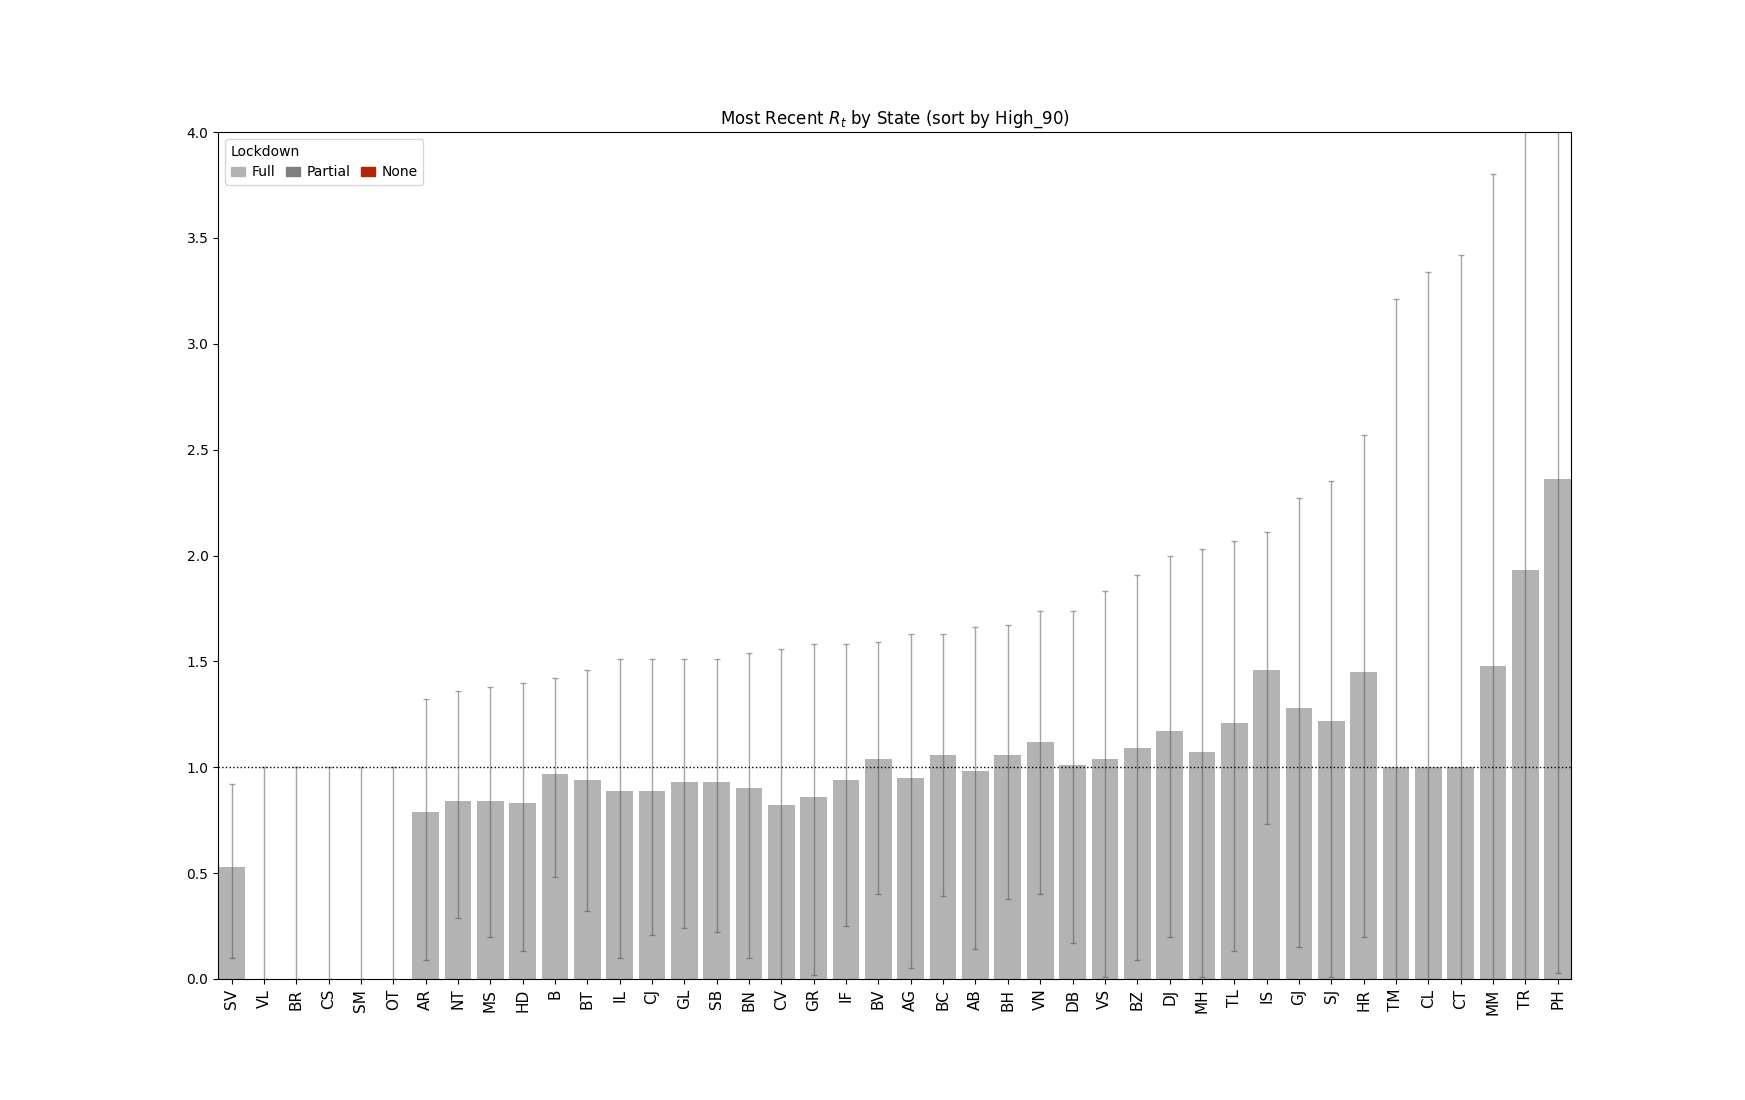 Most Recent R_t by State (sort by High_90)
Lockdown
Full Partial None
4.0
3.5
3.0
2.5
2.0
1.5
1.0
0.5
0.0
SV VL BR CS SM OT AR NT MS HD B BT IL CJ GL SB BN CV GR IF BV AG BC AB BH VN DB VS BZ DJ MH TL IS GJ SJ HR TM CL CT MM TR PH